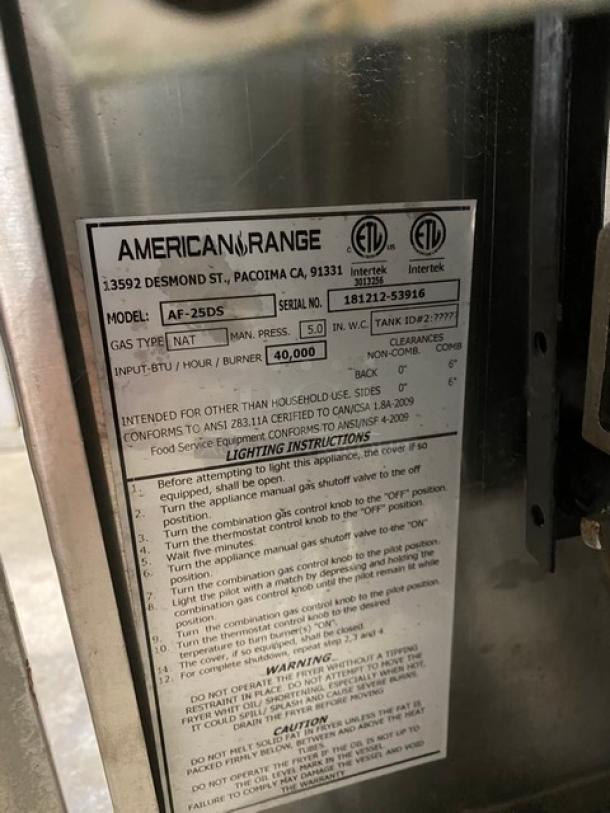 AMERICAN RANGE
C ETL US ETL
Intertek Intertek
3013256
13592 DESMOND ST., PACOIMA CA, 91331
MODEL: AF-25DS SERIAL NO. 181212-53916
GAS TYPE NAT MAN. PRESS. 5.0 IN. W.C. TANK ID#2:????
INPUT-BTU / HOUR / BURNER 40,000
CLEARANCES
NON-COMB. COMB
BACK 0" 6"
SIDES 0" 6"
INTENDED FOR OTHER THAN HOUSEHOLD USE.
CONFORMS TO ANSI Z83.11A CERIFIED TO CAN/CSA 1.8A-2009
Food Service Equipment CONFORMS TO ANSI/NSF 4-2009
LIGHTING INSTRUCTIONS
1. Before attempting to light this appliance, the cover if so
equipped, shall be open.
2. Turn the appliance manual gas shutoff valve to the off
postition.
3. Turn the combination gas control knob to the "OFF" position.
4. Turn the thermostat control knob to the "OFF" position.
5. Wait five minutes.
6. Turn the appliance manual gas shutoff valve to the "ON"
position.
7. Turn the combination gas control knob to the pilot position.
8. Light the pilot with a match by depressing and holding the
combination gas control knob until the pilot remain lit while
position.
9. Turn the combination gas control knob to the pilot position.
10. Turn the thermostat control knob to the desired
terperature to turn burner(s) "ON".
14. The cover, if so equipped, shall be closed.
12. For complete shutdown, repeat step 2,3 and 4.
WARNING
DO NOT OPERATE THE FRYER WHITHOUT A TIPPING
RESTRAINT IN PLACE. DO NOT ATTEMPT TO MOVE THE
FRYER WHIT OIL/ SHORTENING, ESPECIALLY WHEN HOT,
IT COULD SPILL/ SPLASH AND CAUSE SEVERE BURNS.
DRAIN THE FRYER BEFORE MOVING
CAUTION
DO NOT MELT SOLID FAT IN FRYER UNLESS THE FAT IS
PACKED FIRMLY BELOW, BETWEEN AND ABOVE THE HEAT
TUBES.
DO NOT OPERATE THE FRYER IF THE OIL IS NOT UP TO
THE OIL LEVEL MARK IN THE VESSEL
FAILURE TO COMPLY MAY DAMAGE THE VESSEL AND VOID
THE WARRANTY